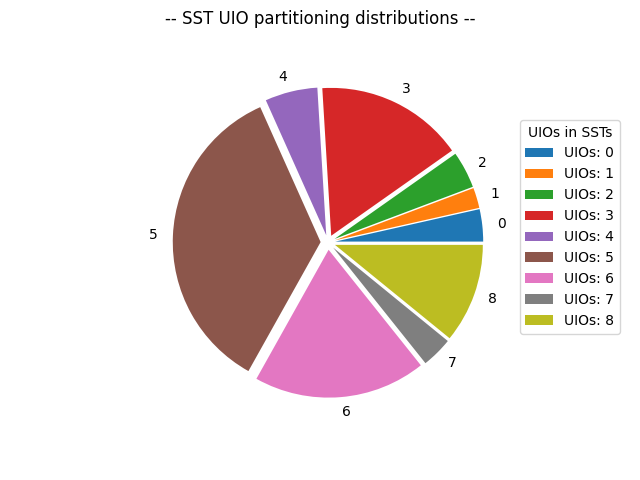 -- SST UIO partitioning distributions --
4
3
2
1
0
5
8
7
6
UIOs in SSTs
UIOs: 0
UIOs: 1
UIOs: 2
UIOs: 3
UIOs: 4
UIOs: 5
UIOs: 6
UIOs: 7
UIOs: 8